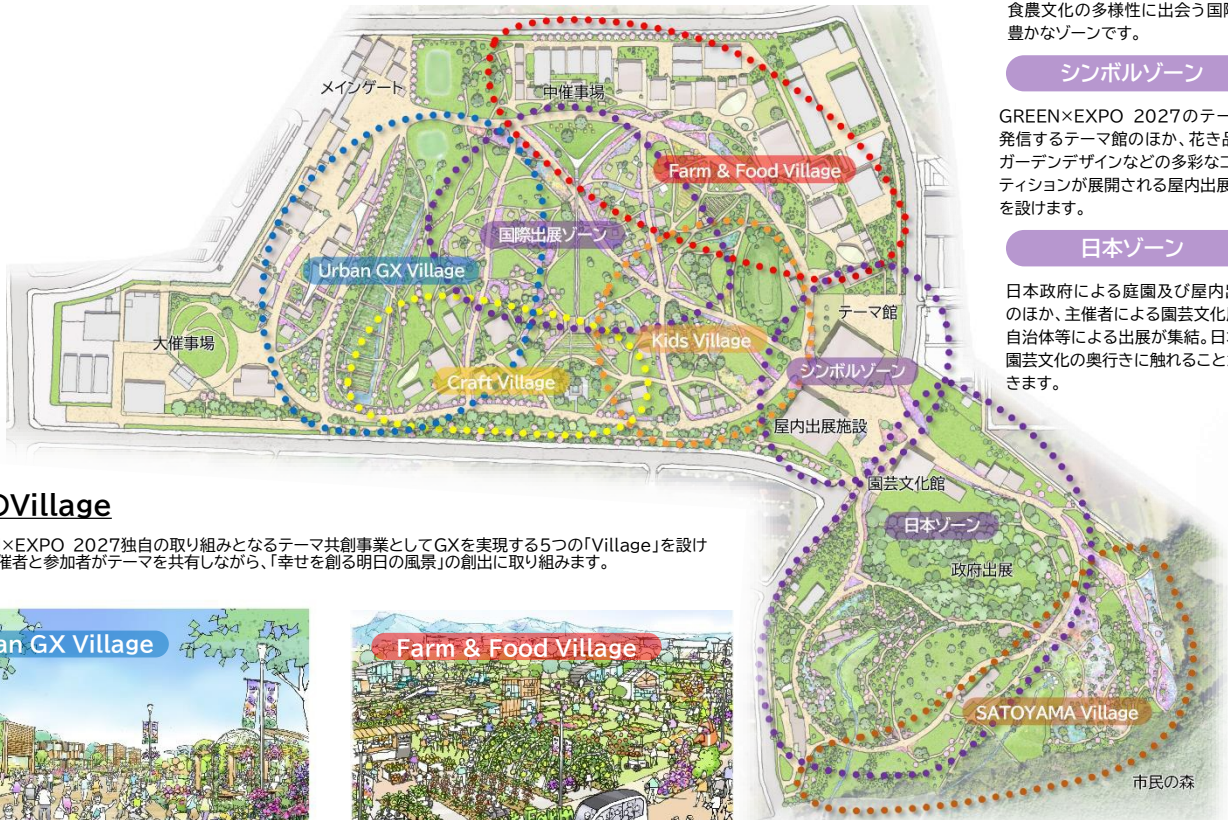 メインゲート
中催事場
Farm & Food Village
国際出展ゾーン
Urban GX Village
テーマ館
大催事場
Kids Village
シンボルゾーン
Craft Village
屋内出展施設
園芸文化館
日本ゾーン
政府出展
SATOYAMA Village
市民の森
食農文化の多様性に出会う国
豊かなゾーンです。
シンボルゾーン
GREEN×EXPO 2027のテー
発信するテーマ館のほか、花き品
ガーデンデザインなどの多彩なコ
ティションが展開される屋内出展
を設けます。
日本ゾーン
日本政府による庭園及び屋内出
のほか、主催者による園芸文化
自治体等による出展が集結。日
園芸文化の奥行きに触れること
きます。
のVillage
×EXPO 2027独自の取り組みとなるテーマ共創事業としてGXを実現する5つの「Village」を設け
催者と参加者がテーマを共有しながら、「幸せを創る明日の風景」の創出に取り組みます。
an GX Village
Farm & Food Village